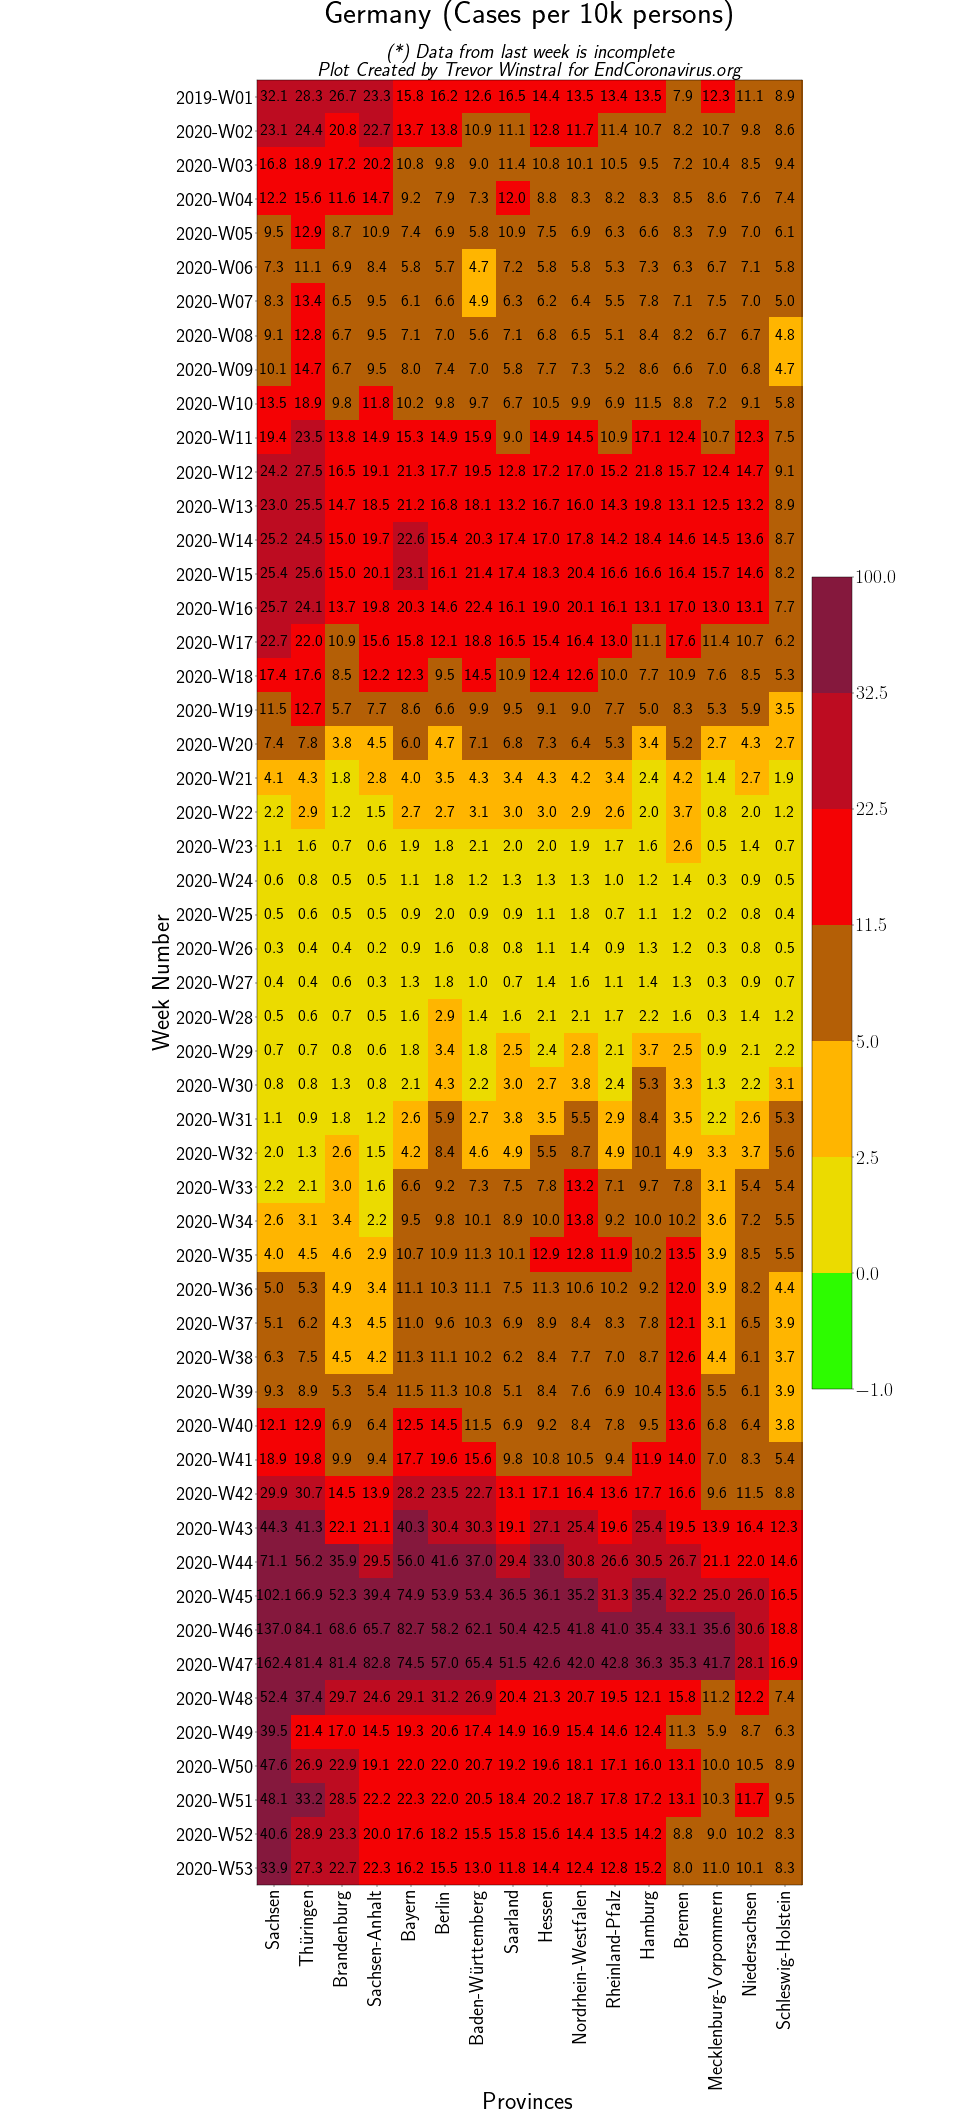 Germany (Cases per 10k persons)
(*) Data from last week is incomplete
Plot Created by Trevor Winstral for EndCoronavirus.org
2019-W01 32.1 28.3 26.7 23.3 15.8 16.2 12.6 16.5 14.4 13.5 13.4 13.5 7.9 12.3 11.1 8.9
2020-W02 23.1 24.4 20.8 22.7 13.7 13.8 10.9 11.1 12.8 11.7 11.4 10.7 8.2 10.7 9.8 8.6
2020-W03 16.8 18.9 17.2 20.2 10.8 9.8 9.0 11.4 10.8 10.1 10.5 9.5 7.2 10.4 8.5 9.4
2020-W04 12.2 15.6 11.6 14.7 9.2 7.9 7.3 12.0 8.8 8.3 8.2 8.3 8.5 8.6 7.6 7.4
2020-W05 9.5 12.9 8.7 10.9 7.4 6.9 5.8 10.9 7.5 6.9 6.3 6.6 8.3 7.9 7.0 6.1
2020-W06 7.3 11.1 6.9 8.4 5.8 5.7 4.7 7.2 5.8 5.8 5.3 7.3 6.3 6.7 7.1 5.8
2020-W07 8.3 13.4 6.5 9.5 6.1 6.6 4.9 6.3 6.2 6.4 5.5 7.8 7.1 7.5 7.0 5.0
2020-W08 9.1 12.8 6.7 9.5 7.1 7.0 5.6 7.1 6.8 6.5 5.1 8.4 8.2 6.7 6.7 4.8
2020-W09 10.1 14.7 6.7 9.5 8.0 7.4 7.0 5.8 7.7 7.3 5.2 8.6 6.6 7.0 6.8 4.7
2020-W10 13.5 18.9 9.8 11.8 10.2 9.8 9.7 6.7 10.5 9.9 6.9 11.5 8.8 7.2 9.1 5.8
2020-W11 19.4 23.5 13.8 14.9 15.3 14.9 15.9 9.0 14.9 14.5 10.9 17.1 12.4 10.7 12.3 7.5
2020-W12 24.2 27.5 16.5 19.1 21.3 17.7 19.5 12.8 17.2 17.0 15.2 21.8 15.7 12.4 14.7 9.1
2020-W13 23.0 25.5 14.7 18.5 21.2 16.8 18.1 13.2 16.7 16.0 14.3 19.8 13.1 12.5 13.2 8.9
2020-W14 25.2 24.5 15.0 19.7 22.6 15.4 20.3 17.4 17.0 17.8 14.2 18.4 14.6 14.5 13.6 8.7
2020-W15 25.4 25.6 15.0 20.1 23.1 16.1 21.4 17.4 18.3 20.4 16.6 16.6 16.4 15.7 14.6 8.2
2020-W16 25.7 24.1 13.7 19.8 20.3 14.6 22.4 16.1 19.0 20.1 16.1 13.1 17.0 13.0 13.1 7.7
2020-W17 22.7 22.0 10.9 15.6 15.8 12.1 18.8 16.5 15.4 16.4 13.0 11.1 17.6 11.4 10.7 6.2
2020-W18 17.4 17.6 8.5 12.2 12.3 9.5 14.5 10.9 12.4 12.6 10.0 7.7 10.9 7.6 8.5 5.3
2020-W19 11.5 12.7 5.7 7.7 8.6 6.6 9.9 9.5 9.1 9.0 7.7 5.0 8.3 5.3 5.9 3.5
2020-W20 7.4 7.8 3.8 4.5 6.0 4.7 7.1 6.8 7.3 6.4 5.3 3.4 5.2 2.7 4.3 2.7
2020-W21 4.1 4.3 1.8 2.8 4.0 3.5 4.3 3.4 4.3 4.2 3.4 2.4 4.2 1.4 2.7 1.9
2020-W22 2.2 2.9 1.2 1.5 2.7 2.7 3.1 3.0 3.0 2.9 2.6 2.0 3.7 0.8 2.0 1.2
2020-W23 1.1 1.6 0.7 0.6 1.9 1.8 2.1 2.0 2.0 1.9 1.7 1.6 2.6 0.5 1.4 0.7
2020-W24 0.6 0.8 0.5 0.5 1.1 1.8 1.2 1.3 1.3 1.3 1.0 1.2 1.4 0.3 0.9 0.5
2020-W25 0.5 0.6 0.5 0.5 0.9 2.0 0.9 0.9 1.1 1.8 0.7 1.1 1.2 0.2 0.8 0.4
2020-W26 0.3 0.4 0.4 0.2 0.9 1.6 0.8 0.8 1.1 1.4 0.9 1.3 1.2 0.3 0.8 0.5
2020-W27 0.4 0.4 0.6 0.3 1.3 1.8 1.0 0.7 1.4 1.6 1.1 1.4 1.3 0.3 0.9 0.7
2020-W28 0.5 0.6 0.7 0.5 1.6 2.9 1.4 1.6 2.1 2.1 1.7 2.2 1.6 0.3 1.4 1.2
2020-W29 0.7 0.7 0.8 0.6 1.8 3.4 1.8 2.5 2.4 2.8 2.1 3.7 2.5 0.9 2.1 2.2
2020-W30 0.8 0.8 1.3 0.8 2.1 4.3 2.2 3.0 2.7 3.8 2.4 5.3 3.3 1.3 2.2 3.1
2020-W31 1.1 0.9 1.8 1.2 2.6 5.9 2.7 3.8 3.5 5.5 2.9 8.4 3.5 2.2 2.6 5.3
2020-W32 2.0 1.3 2.6 1.5 4.2 8.4 4.6 4.9 5.5 8.7 4.9 10.1 4.9 3.3 3.7 5.6
2020-W33 2.2 2.1 3.0 1.6 6.6 9.2 7.3 7.5 7.8 13.2 7.1 9.7 7.8 3.1 5.4 5.4
2020-W34 2.6 3.1 3.4 2.2 9.5 9.8 10.1 8.9 10.0 13.8 9.2 10.0 10.2 3.6 7.2 5.5
2020-W35 4.0 4.5 4.6 2.9 10.7 10.9 11.3 10.1 12.9 12.8 11.9 10.2 13.5 3.9 8.5 5.5
2020-W36 5.0 5.3 4.9 3.4 11.1 10.3 11.1 7.5 11.3 10.6 10.2 9.2 12.0 3.9 8.2 4.4
2020-W37 5.1 6.2 4.3 4.5 11.0 9.6 10.3 6.9 8.9 8.4 8.3 7.8 12.1 3.1 6.5 3.9
2020-W38 6.3 7.5 4.5 4.2 11.3 11.1 10.2 6.2 8.4 7.7 7.0 8.7 12.6 4.4 6.1 3.7
2020-W39 9.3 8.9 5.3 5.4 11.5 11.3 10.8 5.1 8.4 7.6 6.9 10.4 13.6 5.5 6.1 3.9
2020-W40 12.1 12.9 6.9 6.4 12.5 14.5 11.5 6.9 9.2 8.4 7.8 9.5 13.6 6.8 6.4 3.8
2020-W41 18.9 19.8 9.9 9.4 17.7 19.6 15.6 9.8 10.8 10.5 9.4 11.9 14.0 7.0 8.3 5.4
2020-W42 29.9 30.7 14.5 13.9 28.2 23.5 22.7 13.1 17.1 16.4 13.6 17.7 16.6 9.6 11.5 8.8
2020-W43 44.3 41.3 22.1 21.1 40.3 30.4 30.3 19.1 27.1 25.4 19.6 25.4 19.5 13.9 16.4 12.3
2020-W44 71.1 56.2 35.9 29.5 56.0 41.6 37.0 29.4 33.0 30.8 26.6 30.5 26.7 21.1 22.0 14.6
2020-W45 102.1 66.9 52.3 39.4 74.9 53.9 53.4 36.5 36.1 35.2 31.3 35.4 32.2 25.0 26.0 16.5
2020-W46 137.0 84.1 68.6 65.7 82.7 58.2 62.1 50.4 42.5 41.8 41.0 35.4 33.1 35.6 30.6 18.8
2020-W47 162.4 81.4 81.4 82.8 74.5 57.0 65.4 51.5 42.6 42.0 42.8 36.3 35.3 41.7 28.1 16.9
2020-W48 52.4 37.4 29.7 24.6 29.1 31.2 26.9 20.4 21.3 20.7 19.5 12.1 15.8 11.2 12.2 7.4
2020-W49 39.5 21.4 17.0 14.5 19.3 20.6 17.4 14.9 16.9 15.4 14.6 12.4 11.3 5.9 8.7 6.3
2020-W50 47.6 26.9 22.9 19.1 22.0 22.0 20.7 19.2 19.6 18.1 17.1 16.0 13.1 10.0 10.5 8.9
2020-W51 48.1 33.2 28.5 22.2 22.3 22.0 20.5 18.4 20.2 18.7 17.8 17.2 13.1 10.3 11.7 9.5
2020-W52 40.6 28.9 23.3 20.0 17.6 18.2 15.5 15.8 15.6 14.4 13.5 14.2 8.8 9.0 10.2 8.3
2020-W53 33.9 27.3 22.7 22.3 16.2 15.5 13.0 11.8 14.4 12.4 12.8 15.2 8.0 11.0 10.1 8.3
Week Number
Sachsen
Thüringen
Brandenburg
Sachsen-Anhalt
Bayern
Berlin
Baden-Württemberg
Saarland
Hessen
Nordrhein-Westfalen
Rheinland-Pfalz
Hamburg
Bremen
Mecklenburg-Vorpommern
Niedersachsen
Schleswig-Holstein
Provinces
100.0
32.5
22.5
11.5
5.0
2.5
0.0
−1.0